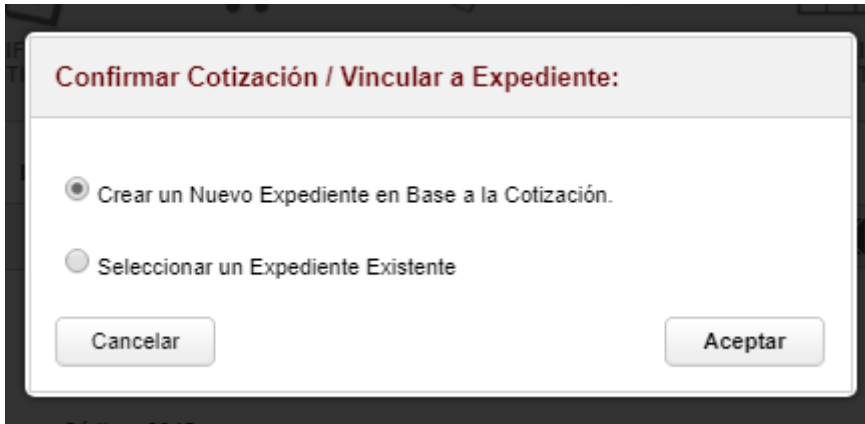 Confirmar Cotización / Vincular a Expediente:
Crear un Nuevo Expediente en Base a la Cotización.
Seleccionar un Expediente Existente
Cancelar
Aceptar